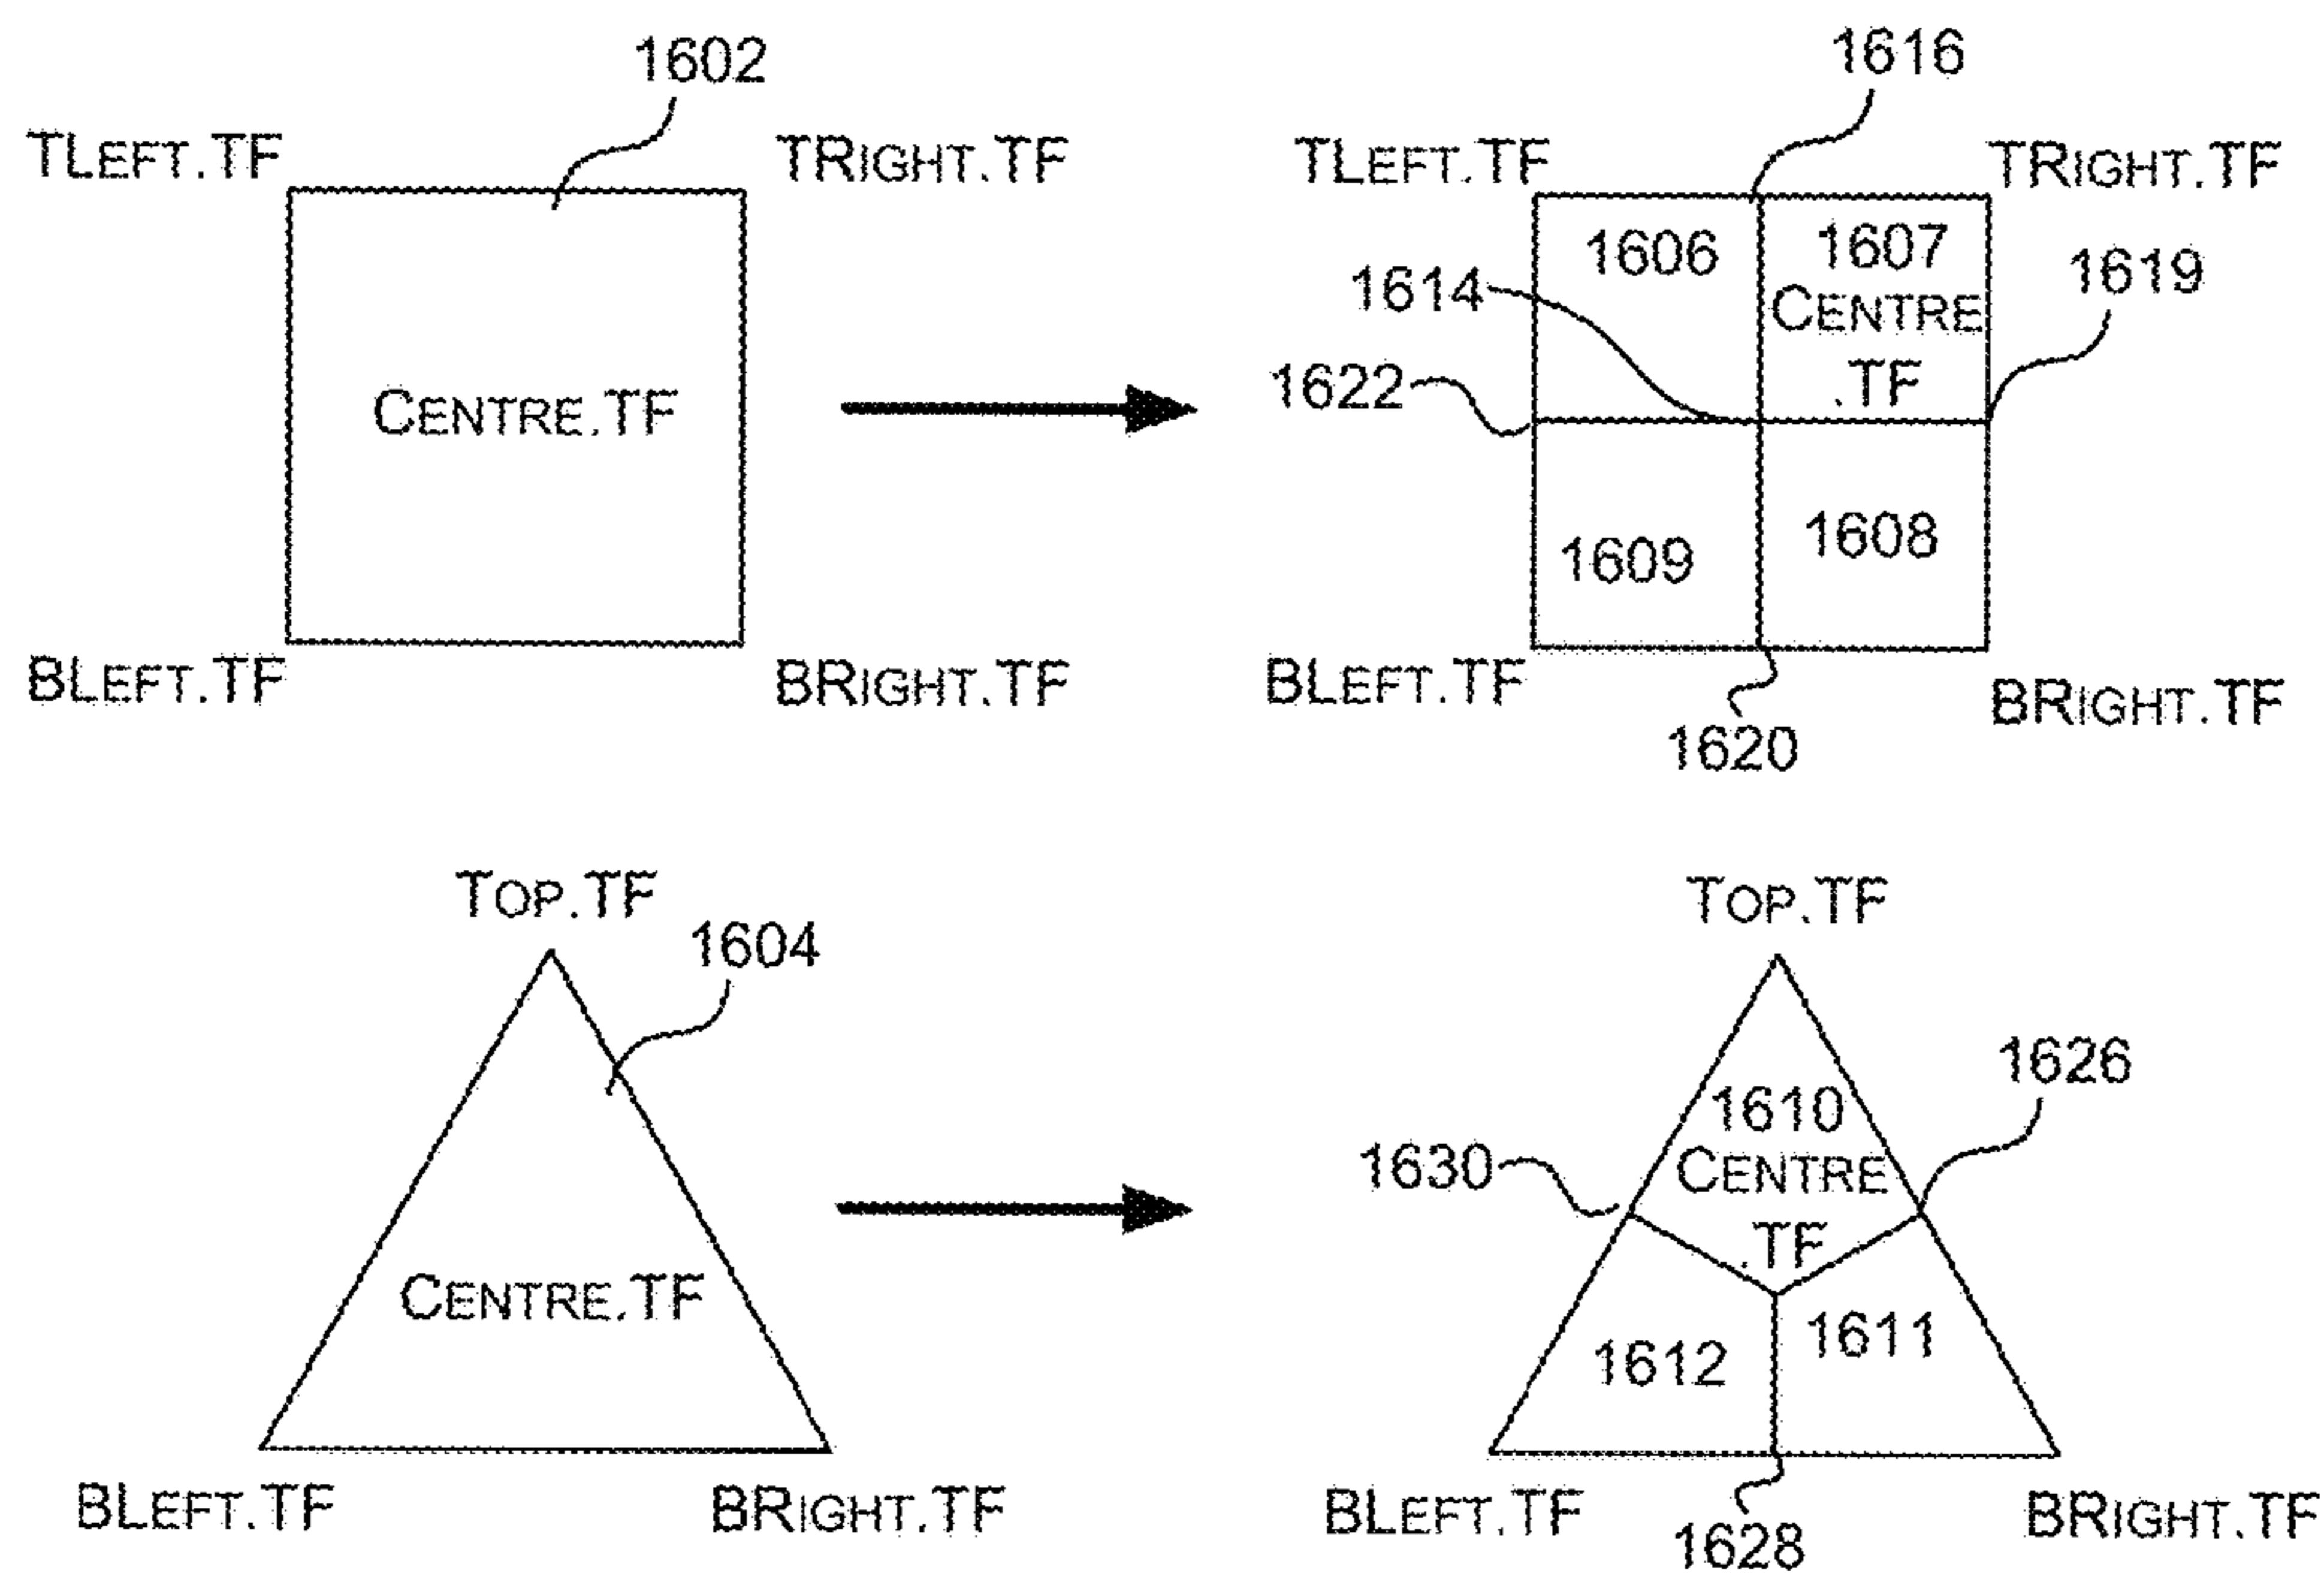 1602
1616
TLEFT.TF
TRIGHT.TF
TLEFT.TF
TRIGHT.TF
1606
1607
1619
1614
CENTRE
.TF
1622
CENTRE.TF
1609
1608
BLEFT.TF
BRIGHT.TF
BLEFT.TF
BRIGHT.TF
1620
TOP.TF
TOP.TF
1604
1626
1610
1630
CENTRE
.TF
CENTRE.TF
1612
1611
BLEFT.TF
BRIGHT.TF
BLEFT.TF
BRIGHT.TF
1628